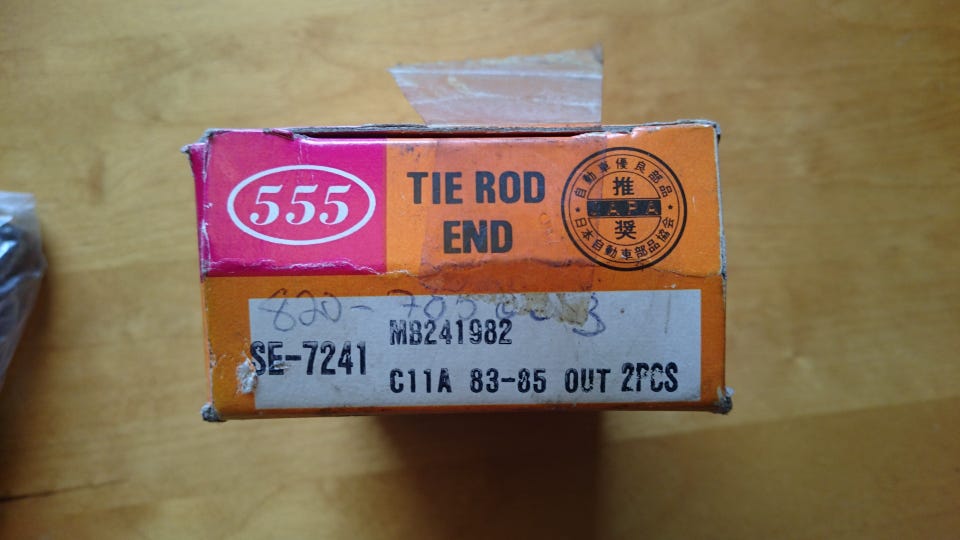 555
TIE ROD
END
自動車優良部品
推
JAPA
奨
日本自動車部品協会
MB241982
SE-7241
C11A 83-85 OUT 2PCS